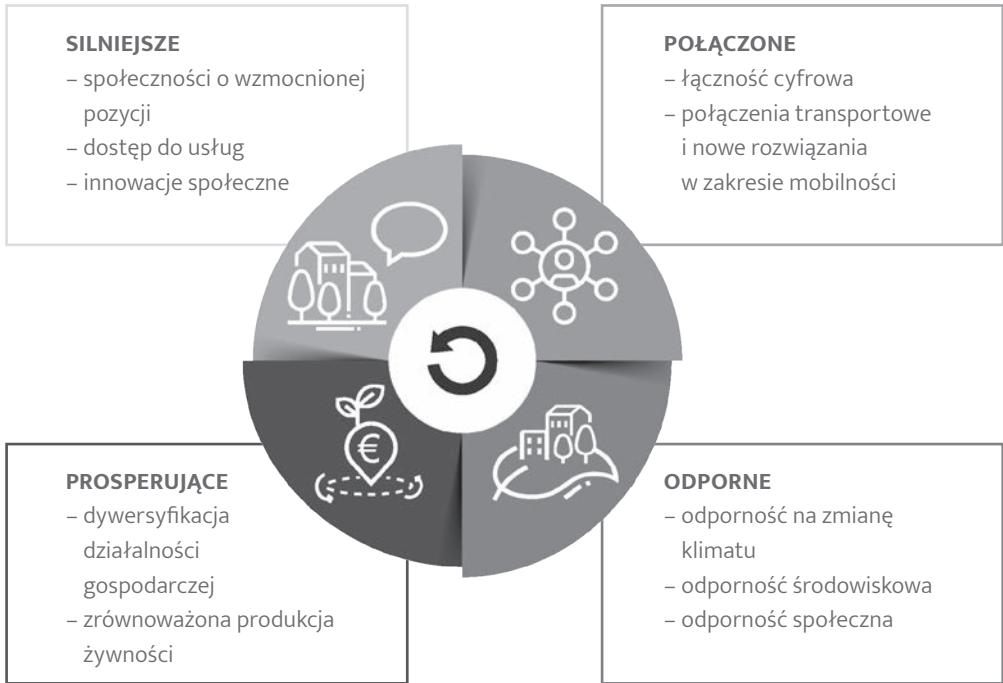 SILNIEJSZE
– społeczności o wzmocnionej
pozycji
– dostęp do usług
– innowacje społeczne
POŁĄCZONE
– łączność cyfrowa
– połączenia transportowe
i nowe rozwiązania
w zakresie mobilności
€
PROSPERUJĄCE
– dywersyfikacja
działalności
gospodarczej
– zrównoważona produkcja
żywności
ODPORNE
– odporność na zmianę
klimatu
– odporność środowiskowa
– odporność społeczna